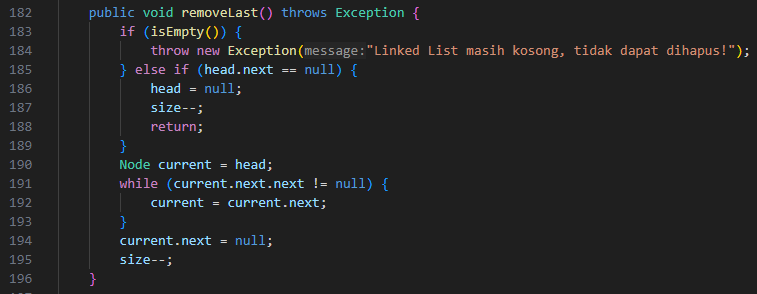 182 public void removeLast() throws Exception {
183 if (isEmpty()) {
184 throw new Exception(message:"Linked List masih kosong, tidak dapat dihapus!");
185 } else if (head.next == null) {
186 head = null;
187 size--;
188 return;
189 }
190 Node current = head;
191 while (current.next.next != null) {
192 current = current.next;
193 }
194 current.next = null;
195 size--;
196 }